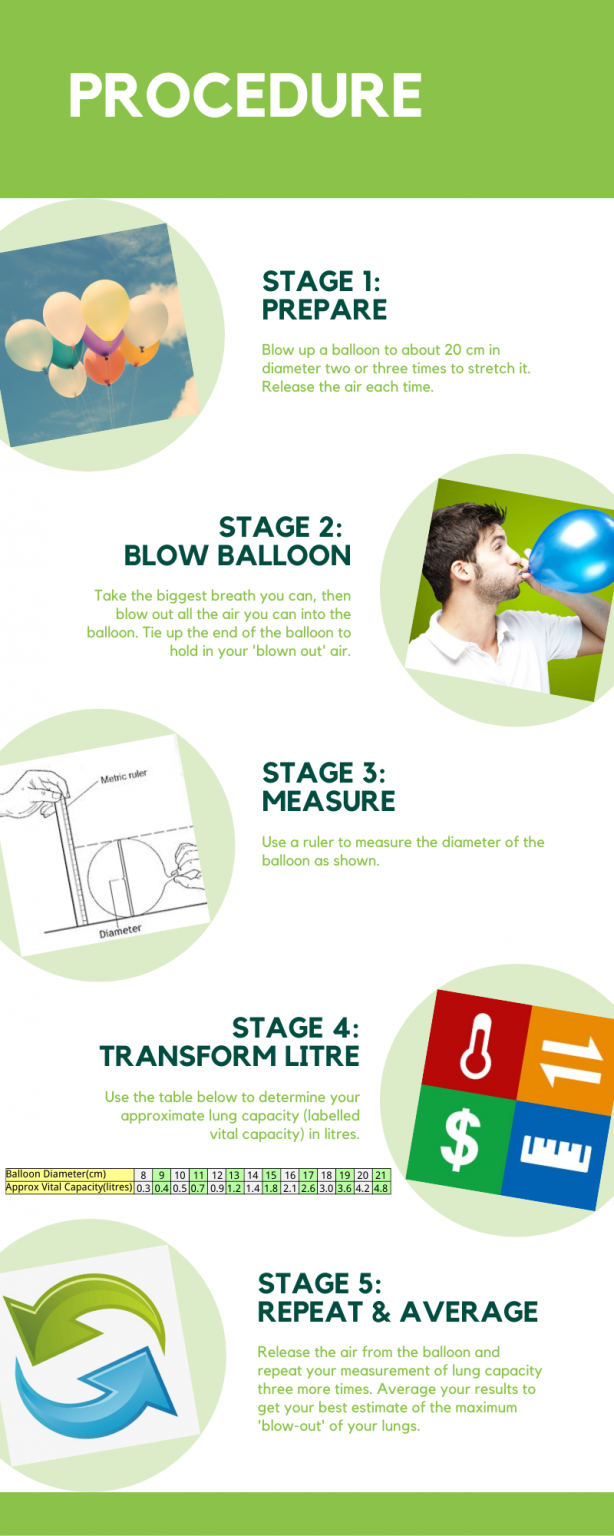 PROCEDURE
STAGE 1:
PREPARE
Blow up a balloon to about 20 cm in
diameter two or three times to stretch it.
Release the air each time.
STAGE 2:
BLOW BALLOON
Take the biggest breath you can, then
blow out all the air you can into the
balloon. Tie up the end of the balloon to
hold in your 'blown out' air.
Metric ruler
Diameter
STAGE 3:
MEASURE
Use a ruler to measure the diameter of the
balloon as shown.
STAGE 4:
TRANSFORM LITRE
Use the table below to determine your
approximate lung capacity (labelled
vital capacity) in litres.
Balloon Diameter(cm) 8 9 10 11 12 13 14 15 16 17 18 19 20 21
Approx Vital Capacity(litres) 0.3 0.4 0.5 0.7 0.9 1.2 1.4 1.8 2.1 2.6 3.0 3.6 4.2 4.8
$
STAGE 5:
REPEAT & AVERAGE
Release the air from the balloon and
repeat your measurement of lung capacity
three more times. Average your results to
get your best estimate of the maximum
'blow-out' of your lungs.